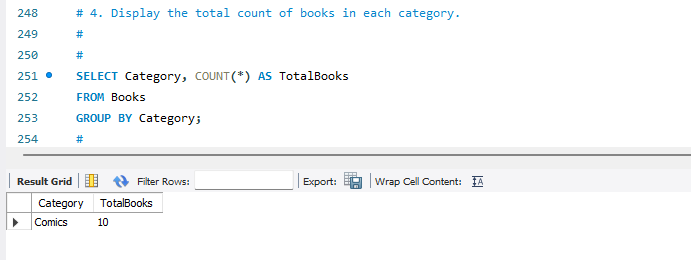 248 # 4. Display the total count of books in each category.
249 #
250 #
251 SELECT Category, COUNT(*) AS TotalBooks
252 FROM Books
253 GROUP BY Category;
254 #
Result Grid Filter Rows: Export: Wrap Cell Content: IA
Category TotalBooks
Comics 10